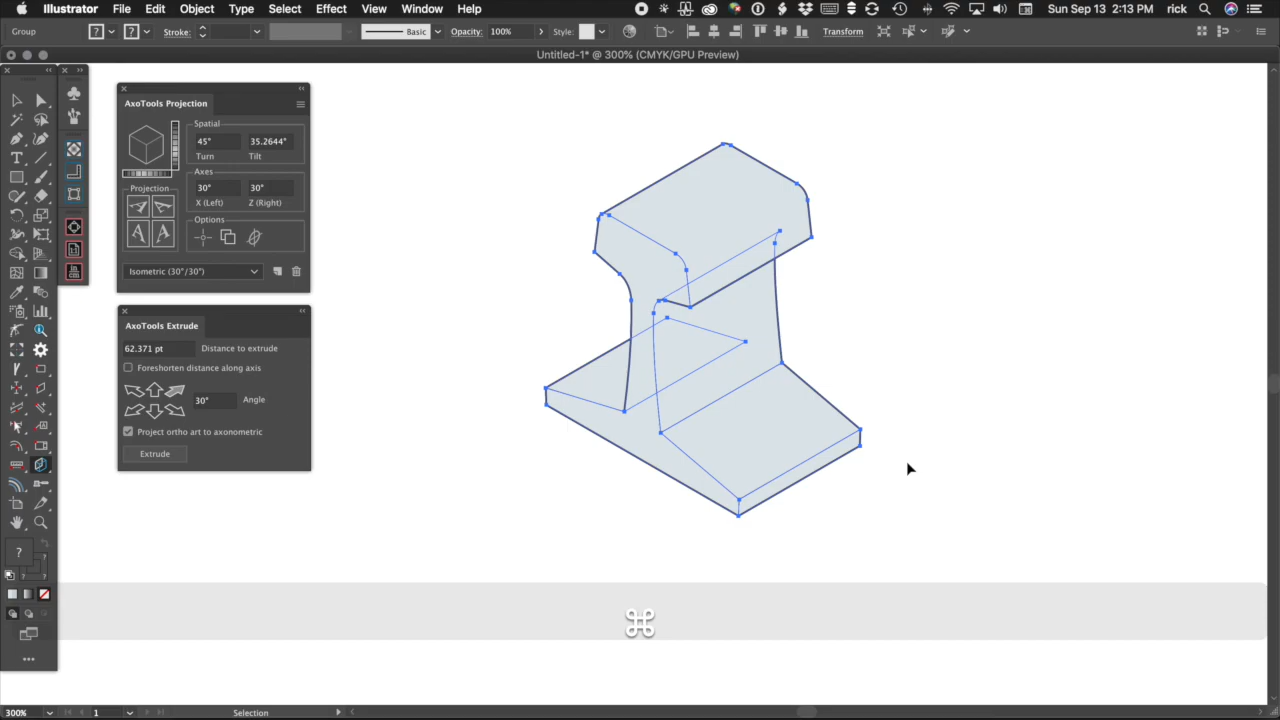 Illustrator File Edit Object Type Select Effect View Window Help Sun Sep 13 2:13 PM rick
Group ? ? Stroke: Basic Opacity: 100% Style: Transform
Untitled-1* @ 300% (CMYK/GPU Preview)
AxoTools Projection
Spatial
45° 35.2644°
Turn Tilt
Axes
30° 30°
X (Left) Z (Right)
Projection
A A
A A
Options
Isometric (30°/30°)
AxoTools Extrude
62.371 pt Distance to extrude
Foreshorten distance along axis
30° Angle
Project ortho art to axonometric
Extrude
?
⌘
300% 1 Selection